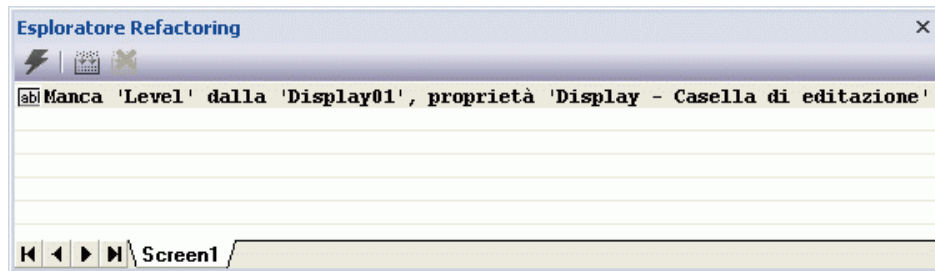 Esploratore Refactoring
Manca 'Level' dalla 'Display01', proprietà 'Display - Casella di editazione'
Screen1